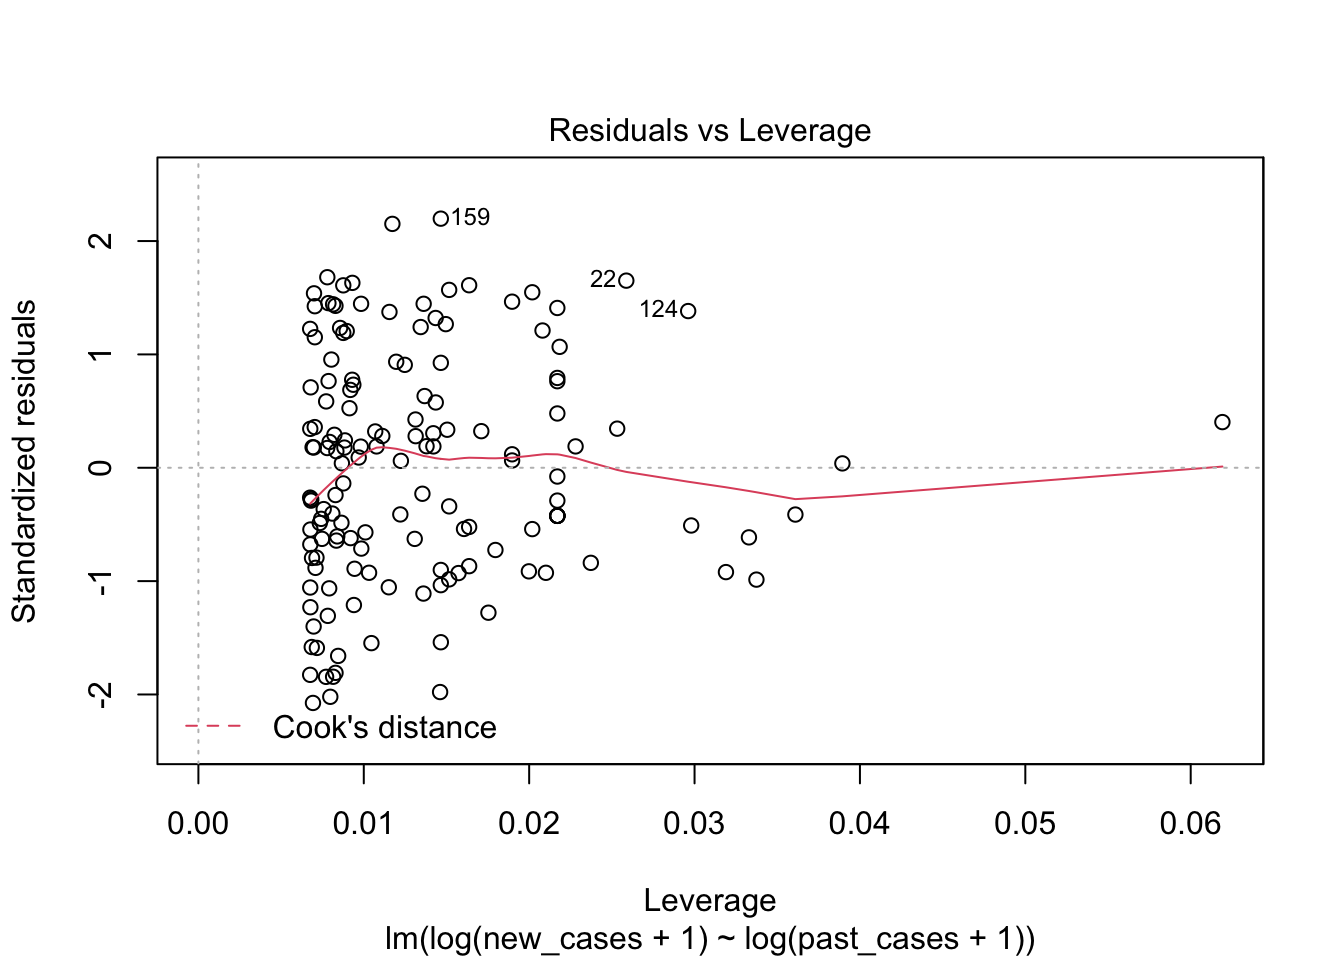 Residuals vs Leverage
Standardized residuals
2
1
0
-1
-2
159
22
124
Cook's distance
0.00 0.01 0.02 0.03 0.04 0.05 0.06
Leverage
lm(log(new_cases + 1) ~ log(past_cases + 1))